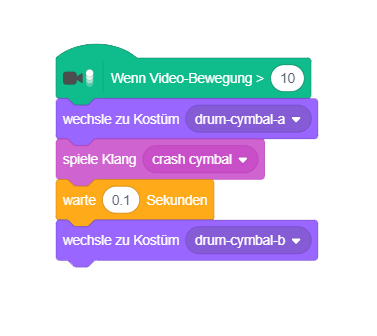 Wenn Video-Bewegung > 10
wechsle zu Kostüm drum-cymbal-a
spiele Klang crash cymbal
warte 0.1 Sekunden
wechsle zu Kostüm drum-cymbal-b